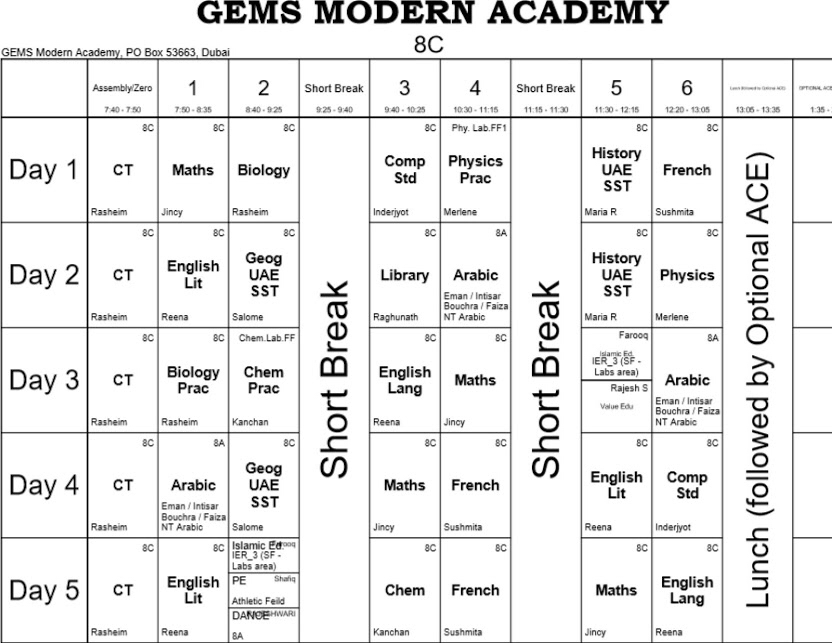 GEMS MODERN ACADEMY
8C
GEMS Modern Academy, PO Box 53663, Dubai
Assembly/Zero 1 2 Short Break 3 4 Short Break 5 6 Lunch (followed by Optional ACE) OPTIONAL ACE
7:40 - 7:50 7:50 - 8:35 8:40 - 9:25 9:25 - 9:40 9:40 - 10:25 10:30 - 11:15 11:15 - 11:30 11:30 - 12:15 12:20 - 13:05 13:05 - 13:35 1:35 -
Short Break
Short Break
Lunch (followed by Optional ACE)
Day 1
8C
CT
Rasheim
8C
Maths
Jincy
8C
Biology
Rasheim
8C
Comp
Std
Inderjyot
Phy. Lab.FF1
Physics
Prac
Merlene
8C
History
UAE
SST
Maria R
8C
French
Sushmita
Day 2
8C
CT
Rasheim
8C
English
Lit
Reena
8C
Geog
UAE
SST
Salome
8C
Library
Raghunath
8A
Arabic
Eman / Intisar
Bouchra / Faiza
NT Arabic
8C
History
UAE
SST
Maria R
8C
Physics
Merlene
Day 3
8C
CT
Rasheim
8C
Biology
Prac
Rasheim
Chem.Lab.FF
Chem
Prac
Kanchan
8C
English
Lang
Reena
8C
Maths
Jincy
Farooq
Islamic Ed.
IER_3 (SF -
Labs area)
Rajesh S
Value Edu
8A
Arabic
Eman / Intisar
Bouchra / Faiza
NT Arabic
Day 4
8C
CT
Rasheim
8A
Arabic
Eman / Intisar
Bouchra / Faiza
NT Arabic
8C
Geog
UAE
SST
Salome
8C
Maths
Jincy
8C
French
Sushmita
8C
English
Lit
Reena
8C
Comp
Std
Inderjyot
Day 5
8C
CT
Rasheim
8C
English
Lit
Reena
Islamic Ed. Farooq
IER_3 (SF -
Labs area)
PE Shafiq
Athletic Feild
DANCE
8A
8C
Chem
Kanchan
8C
French
Sushmita
8C
Maths
Jincy
8C
English
Lang
Reena